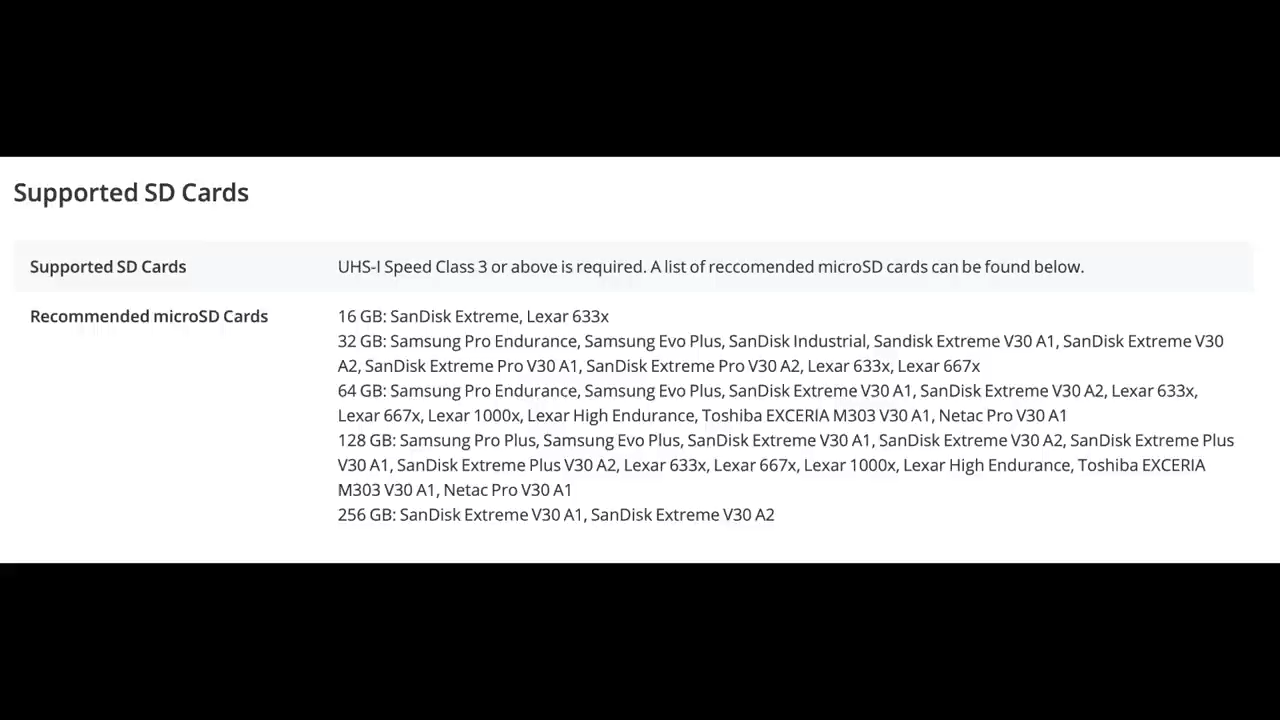 Supported SD Cards
Supported SD Cards
UHS-I Speed Class 3 or above is required. A list of reccomended microSD cards can be found below.
Recommended microSD Cards
16 GB: SanDisk Extreme, Lexar 633x
32 GB: Samsung Pro Endurance, Samsung Evo Plus, SanDisk Industrial, Sandisk Extreme V30 A1, SanDisk Extreme V30
A2, SanDisk Extreme Pro V30 A1, SanDisk Extreme Pro V30 A2, Lexar 633x, Lexar 667x
64 GB: Samsung Pro Endurance, Samsung Evo Plus, SanDisk Extreme V30 A1, SanDisk Extreme V30 A2, Lexar 633x,
Lexar 667x, Lexar 1000x, Lexar High Endurance, Toshiba EXCERIA M303 V30 A1, Netac Pro V30 A1
128 GB: Samsung Pro Plus, Samsung Evo Plus, SanDisk Extreme V30 A1, SanDisk Extreme V30 A2, SanDisk Extreme Plus
V30 A1, SanDisk Extreme Plus V30 A2, Lexar 633x, Lexar 667x, Lexar 1000x, Lexar High Endurance, Toshiba EXCERIA
M303 V30 A1, Netac Pro V30 A1
256 GB: SanDisk Extreme V30 A1, SanDisk Extreme V30 A2